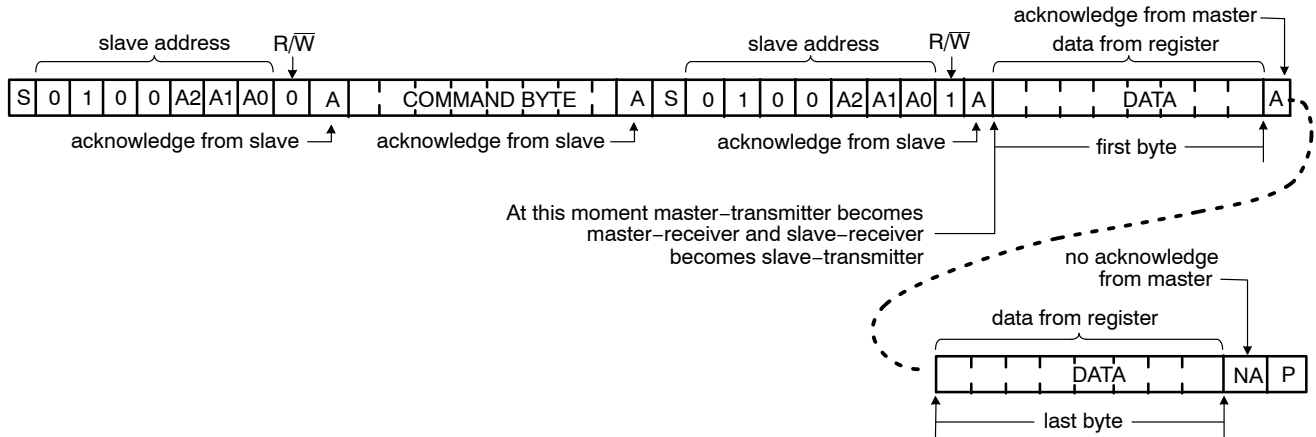 acknowledge from master
slave address R/W̅ slave address R/W̅ data from register
S 0 1 0 0 A2 A1 A0 0 A COMMAND BYTE A S 0 1 0 0 A2 A1 A0 1 A DATA A
acknowledge from slave acknowledge from slave acknowledge from slave first byte
At this moment master−transmitter becomes
master−receiver and slave−receiver
becomes slave−transmitter
no acknowledge
from master
data from register
DATA NA P
last byte